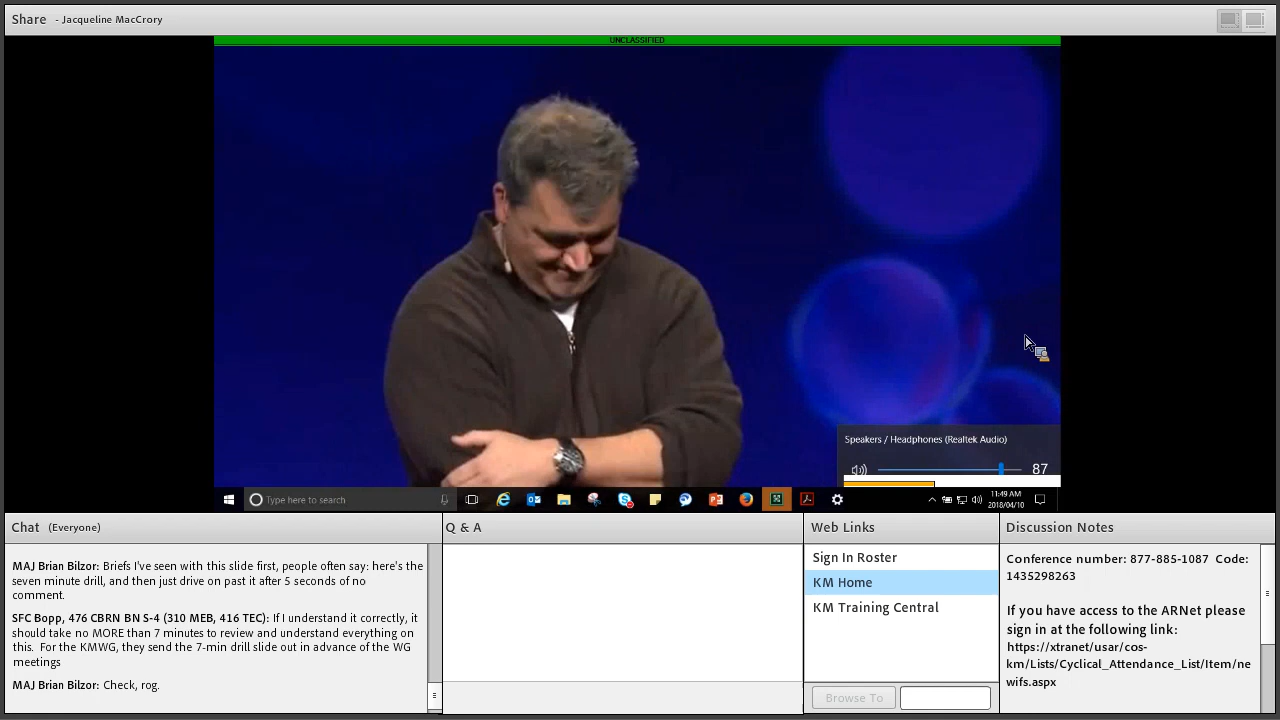 Share - Jacqueline MacCrory
UNCLASSIFIED
Speakers / Headphones (Realtek Audio)
87
Type here to search
11:49 AM
2018/04/10
Chat (Everyone)
MAJ Brian Bilzor: Briefs I've seen with this slide first, people often say: here's the
seven minute drill, and then just drive on past it after 5 seconds of no
comment.
SFC Bopp, 476 CBRN BN S-4 (310 MEB, 416 TEC): If I understand it correctly, it
should take no MORE than 7 minutes to review and understand everything on
this. For the KMWG, they send the 7-min drill slide out in advance of the WG
meetings
MAJ Brian Bilzor: Check, rog.
Q & A
Web Links
Sign In Roster
KM Home
KM Training Central
Browse To
Discussion Notes
Conference number: 877-885-1087 Code:
1435298263
If you have access to the ARNet please
sign in at the following link:
https://xtranet/usar/cos-
km/Lists/Cyclical_Attendance_List/Item/ne
wifs.aspx